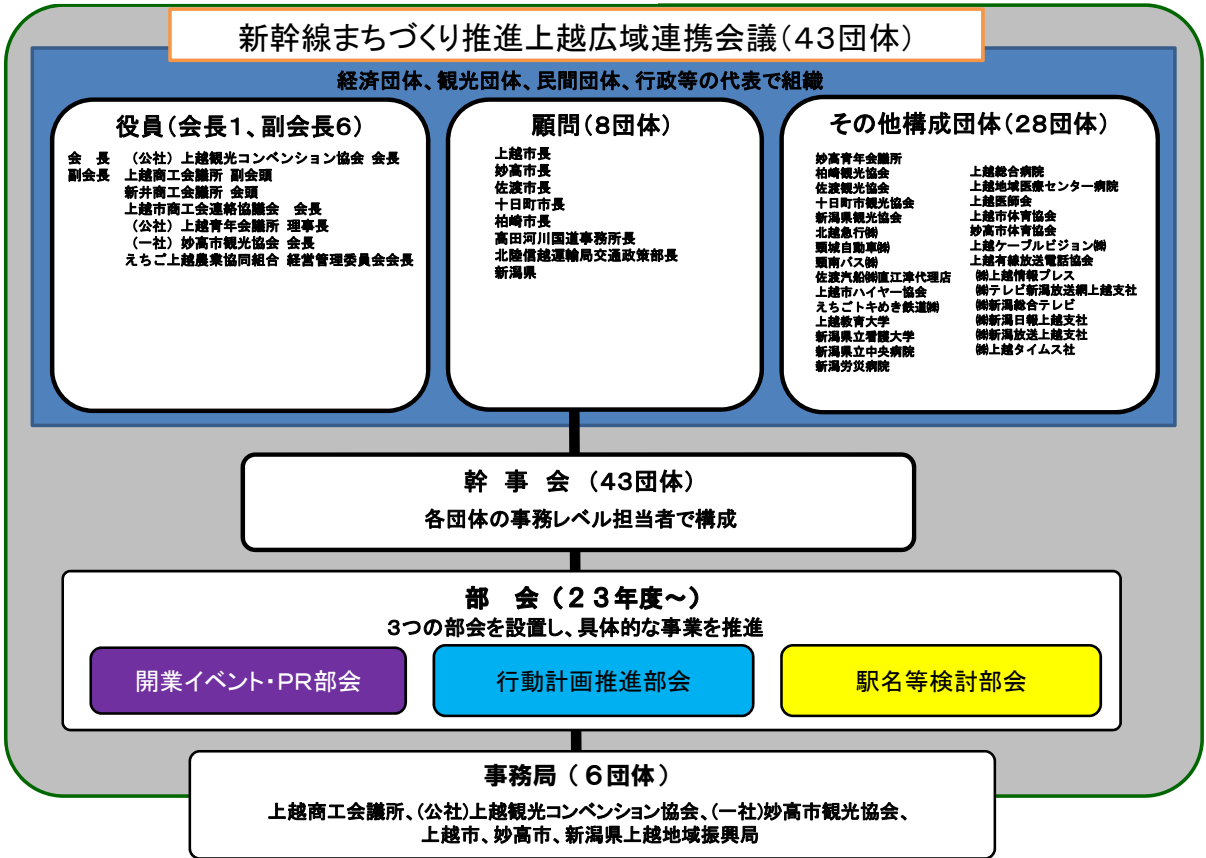 新幹線まちづくり推進上越広域連携会議(43団体)
経済団体、観光団体、民間団体、行政等の代表で組織
役員(会長1、副会長6)
会　長　(公社)上越観光コンベンション協会 会長
副会長　上越商工会議所 副会頭
新井商工会議所 会頭
上越市商工会連絡協議会　会長
(公社)上越青年会議所 理事長
(一社)妙高市観光協会 会長
えちご上越農業協同組合 経営管理委員会会長
顧問(8団体)
上越市長
妙高市長
佐渡市長
十日町市長
柏崎市長
高田河川国道事務所長
北陸信越運輸局交通政策部長
新潟県
その他構成団体(28団体)
妙高青年会議所
柏崎観光協会
佐渡観光協会
十日町市観光協会
新潟県観光協会
北越急行㈱
頸城自動車㈱
頸南バス㈱
佐渡汽船㈱直江津代理店
上越市ハイヤー協会
えちごトキめき鉄道㈱
上越教育大学
新潟県立看護大学
新潟県立中央病院
新潟労災病院
上越総合病院
上越地域医療センター病院
上越医師会
上越市体育協会
妙高市体育協会
上越ケーブルビジョン㈱
上越有線放送電話協会
㈱上越情報プレス
㈱テレビ新潟放送網上越支社
㈱新潟総合テレビ
㈱新潟日報上越支社
㈱新潟放送上越支社
㈱上越タイムス社
幹　事　会　(43団体)
各団体の事務レベル担当者で構成
部　会(23年度～)
3つの部会を設置し、具体的な事業を推進
開業イベント・PR部会
行動計画推進部会
駅名等検討部会
事務局(6団体)
上越商工会議所、(公社)上越観光コンベンション協会、(一社)妙高市観光協会、
上越市、妙高市、新潟県上越地域振興局